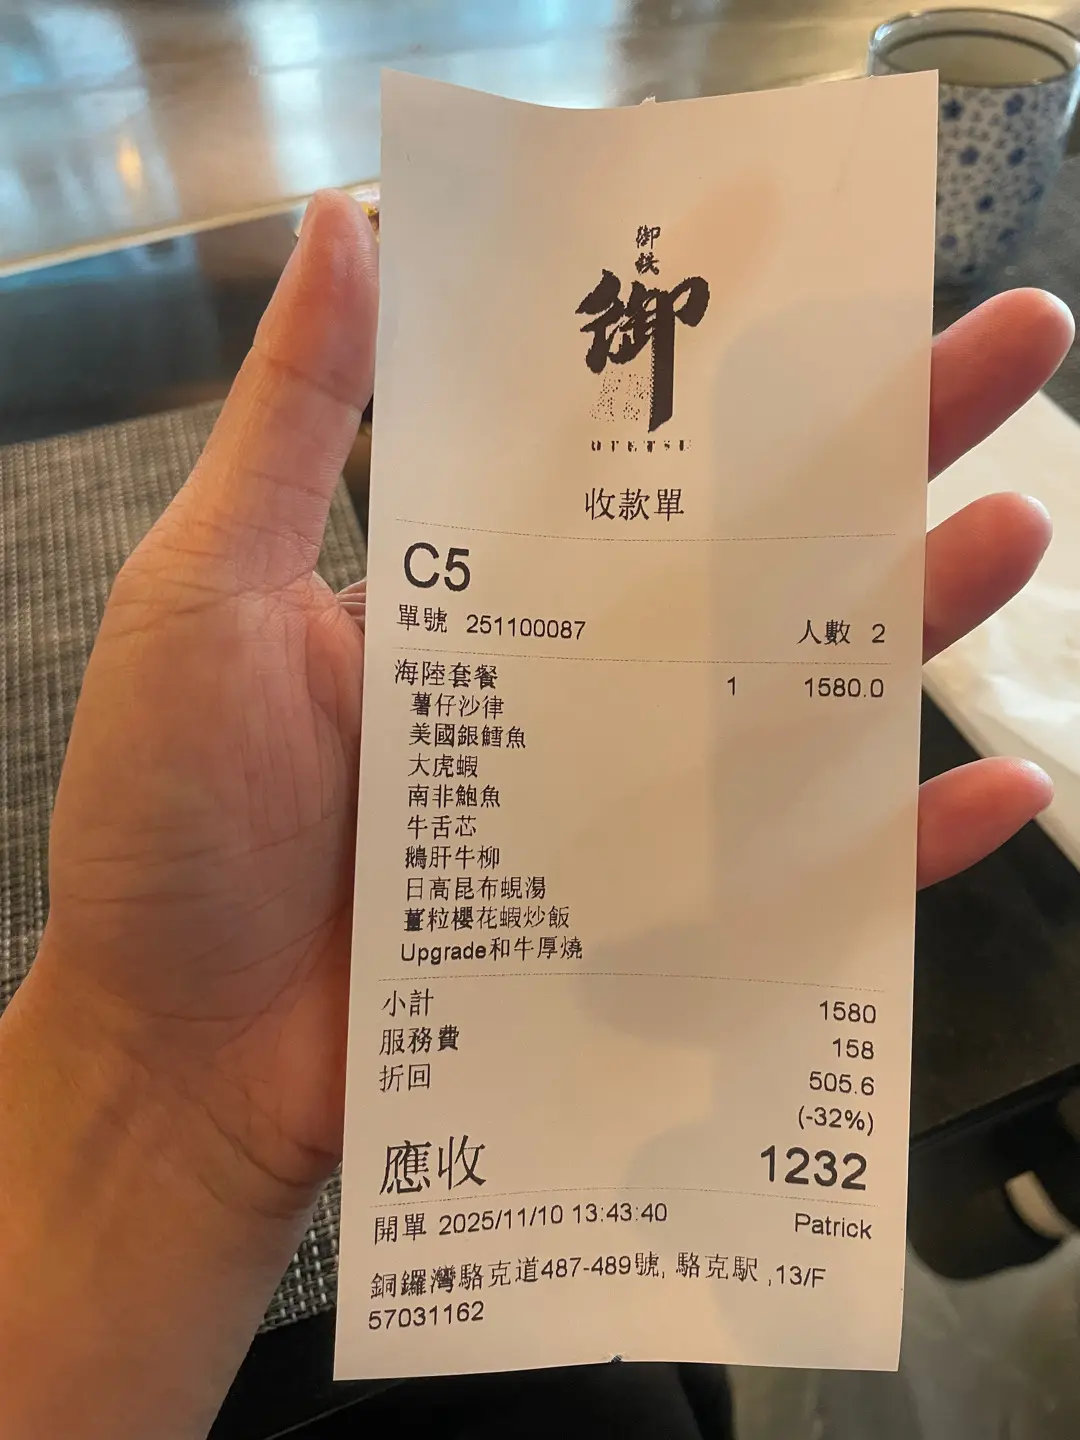 御
鉄
御
OTETSU
收款單
C5
單號 251100087 人數 2
海陸套餐 1 1580.0
薯仔沙律
美國銀鱈魚
大虎蝦
南非鮑魚
牛舌芯
鵝肝牛柳
日高昆布蜆湯
薑粒櫻花蝦炒飯
Upgrade和牛厚燒
小計 1580
服務費 158
折回 505.6
(-32%)
應收 1232
開單 2025/11/10 13:43:40 Patrick
銅鑼灣駱克道487-489號, 駱克駅 ,13/F
57031162